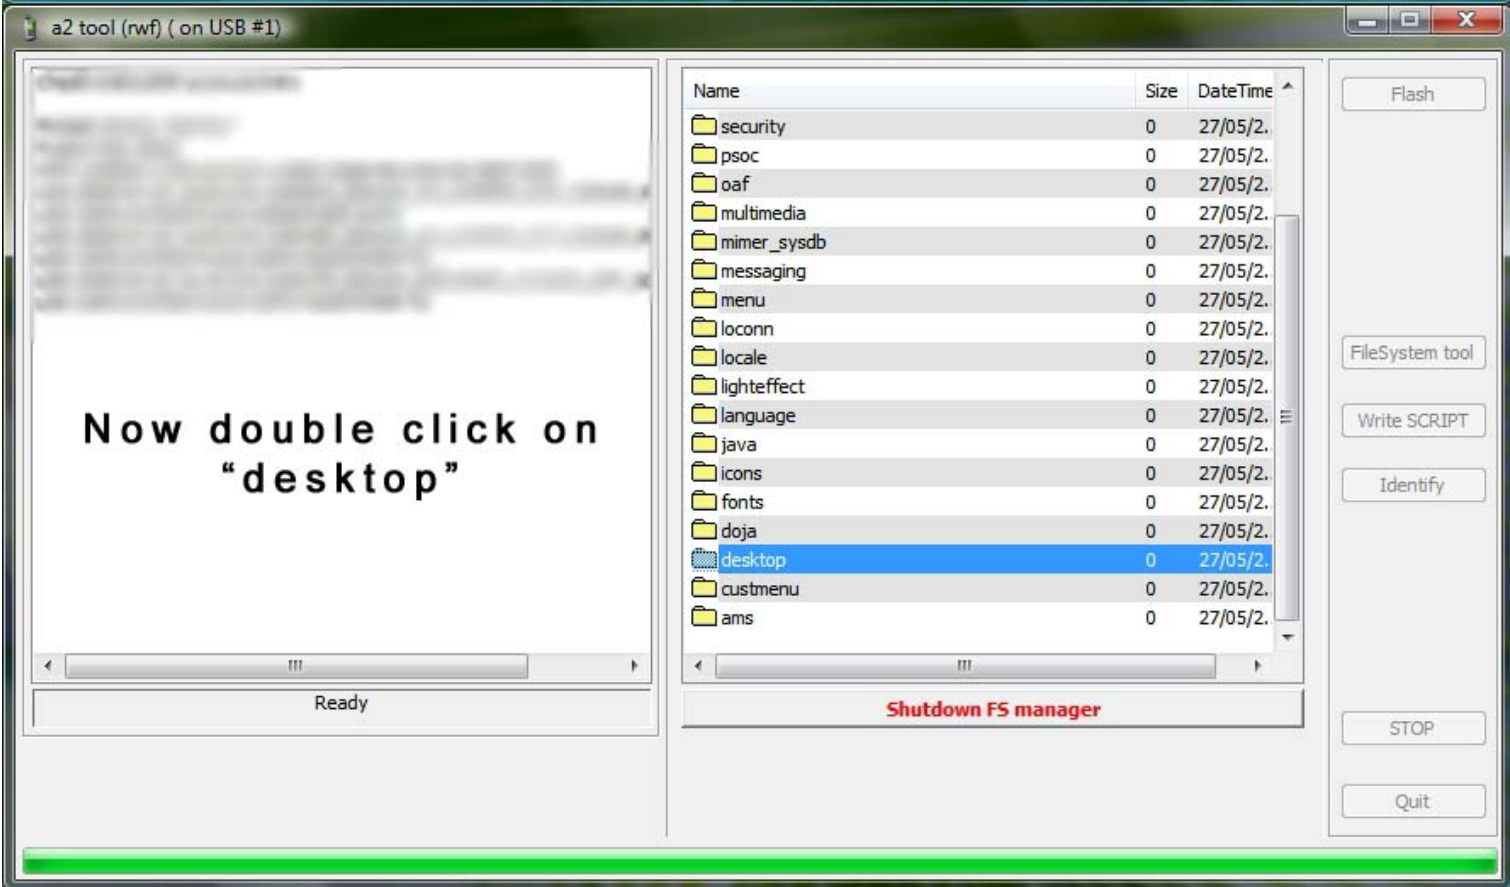 a2 tool (rwf) ( on USB #1)
Now double click on
“desktop”
Ready
Name Size DateTime
security 0 27/05/2..
psoc 0 27/05/2..
oaf 0 27/05/2..
multimedia 0 27/05/2..
mimer_sysdb 0 27/05/2..
messaging 0 27/05/2..
menu 0 27/05/2..
loconn 0 27/05/2..
locale 0 27/05/2..
lighteffect 0 27/05/2..
language 0 27/05/2..
java 0 27/05/2..
icons 0 27/05/2..
fonts 0 27/05/2..
doja 0 27/05/2..
desktop 0 27/05/2..
custmenu 0 27/05/2..
ams 0 27/05/2..
Shutdown FS manager
Flash
FileSystem tool
Write SCRIPT
Identify
STOP
Quit